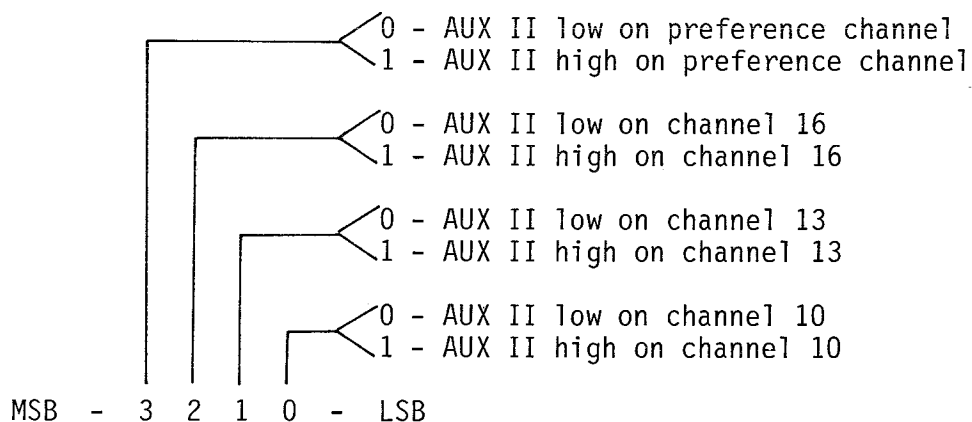 0 - AUX II low on preference channel
1 - AUX II high on preference channel
0 - AUX II low on channel 16
1 - AUX II high on channel 16
0 - AUX II low on channel 13
1 - AUX II high on channel 13
0 - AUX II low on channel 10
1 - AUX II high on channel 10
MSB - 3 2 1 0 - LSB